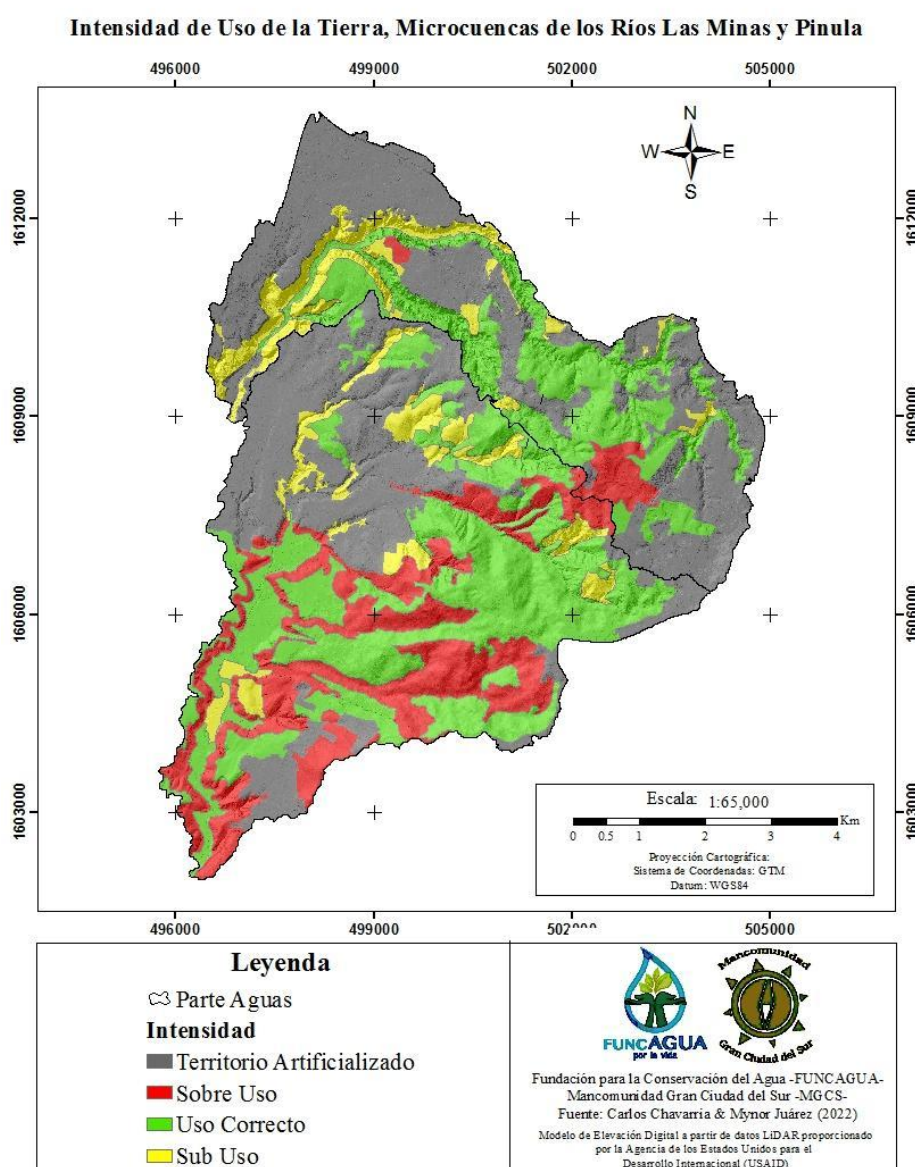 Intensidad de Uso de la Tierra, Microcuencas de los Ríos Las Minas y Pinula
496000 499000 502000 505000
N
W E
S
1612000 1612000
1609000 1609000
1606000 1606000
1603000 1603000
Escala: 1:65,000
Km
0 0.5 1 2 3 4
Proyección Cartográfica:
Sistema de Coordenadas: GTM
Datum: WGS84
496000 499000 502000 505000
Leyenda
Parte Aguas
Intensidad
Territorio Artificializado
Sobre Uso
Uso Correcto
Sub Uso
FUNCAGUA
por la vida
Mancomunidad
Gran Ciudad del Sur
Fundación para la Conservación del Agua -FUNCAGUA-
Mancomunidad Gran Ciudad del Sur -MGCS-
Fuente: Carlos Chavarría & Mynor Juárez (2022)
Modelo de Elevación Digital a partir de datos LiDAR proporcionado
por la Agencia de los Estados Unidos para el
Desarrollo Internacional (USAID)